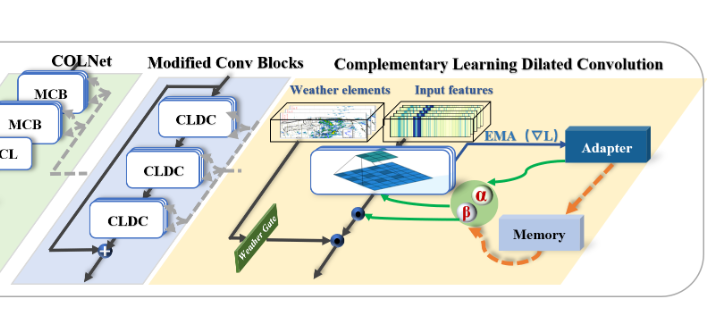 COLNet
Modified Conv Blocks
Complementary Learning Dilated Convolution
MCB
MCB
CL
CLDC
CLDC
CLDC
Weather elements
Input features
EMA (∇L)
Adapter
α
β
Memory
Weather Gate